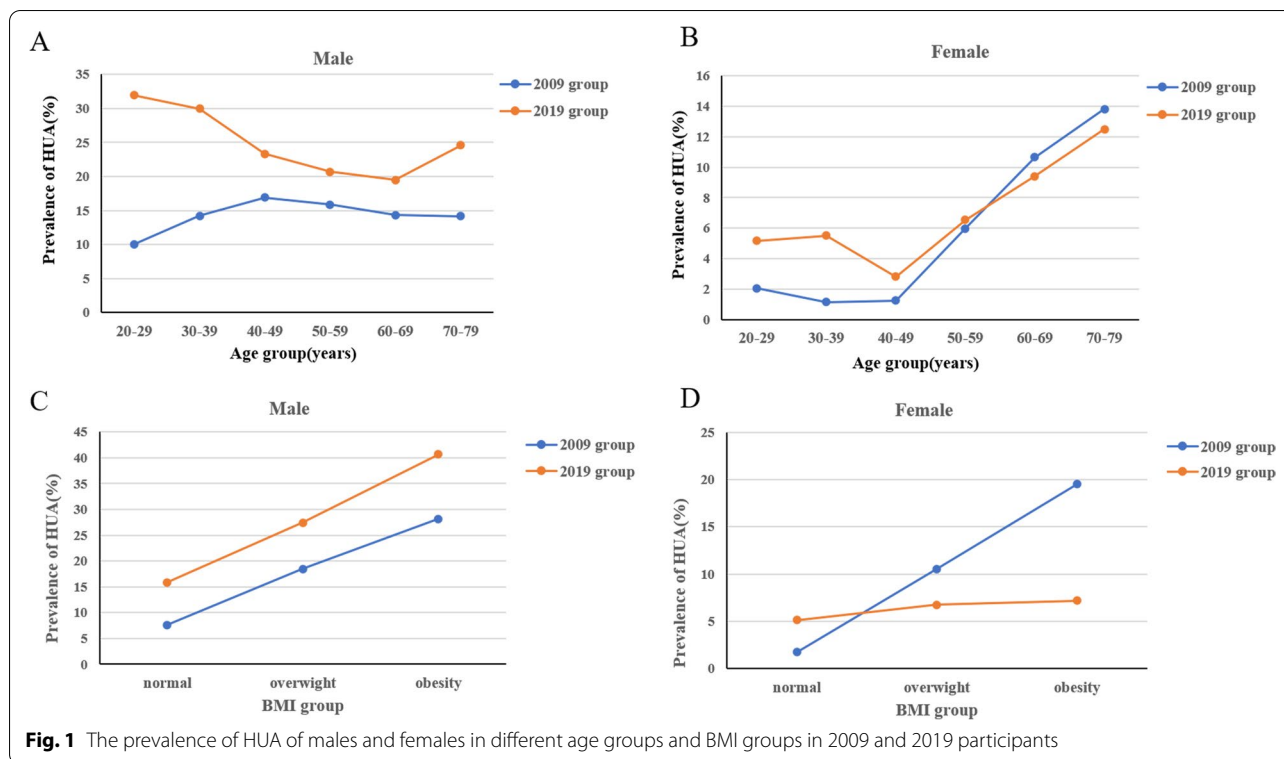 A
Male
Prevalence of HUA(%)
35
30
25
20
15
10
5
0
20-29 30-39 40-49 50-59 60-69 70-79
Age group(years)
2009 group
2019 group
B
Female
Prevalence of HUA(%)
16
14
12
10
8
6
4
2
0
20-29 30-39 40-49 50-59 60-69 70-79
Age group(years)
2009 group
2019 group
C
Male
Prevalence of HUA(%)
45
40
35
30
25
20
15
10
5
0
normal overwight obesity
BMI group
2009 group
2019 group
D
Female
Prevalence of HUA(%)
25
20
15
10
5
0
normal overwight obesity
BMI group
2009 group
2019 group
Fig. 1 The prevalence of HUA of males and females in different age groups and BMI groups in 2009 and 2019 participants